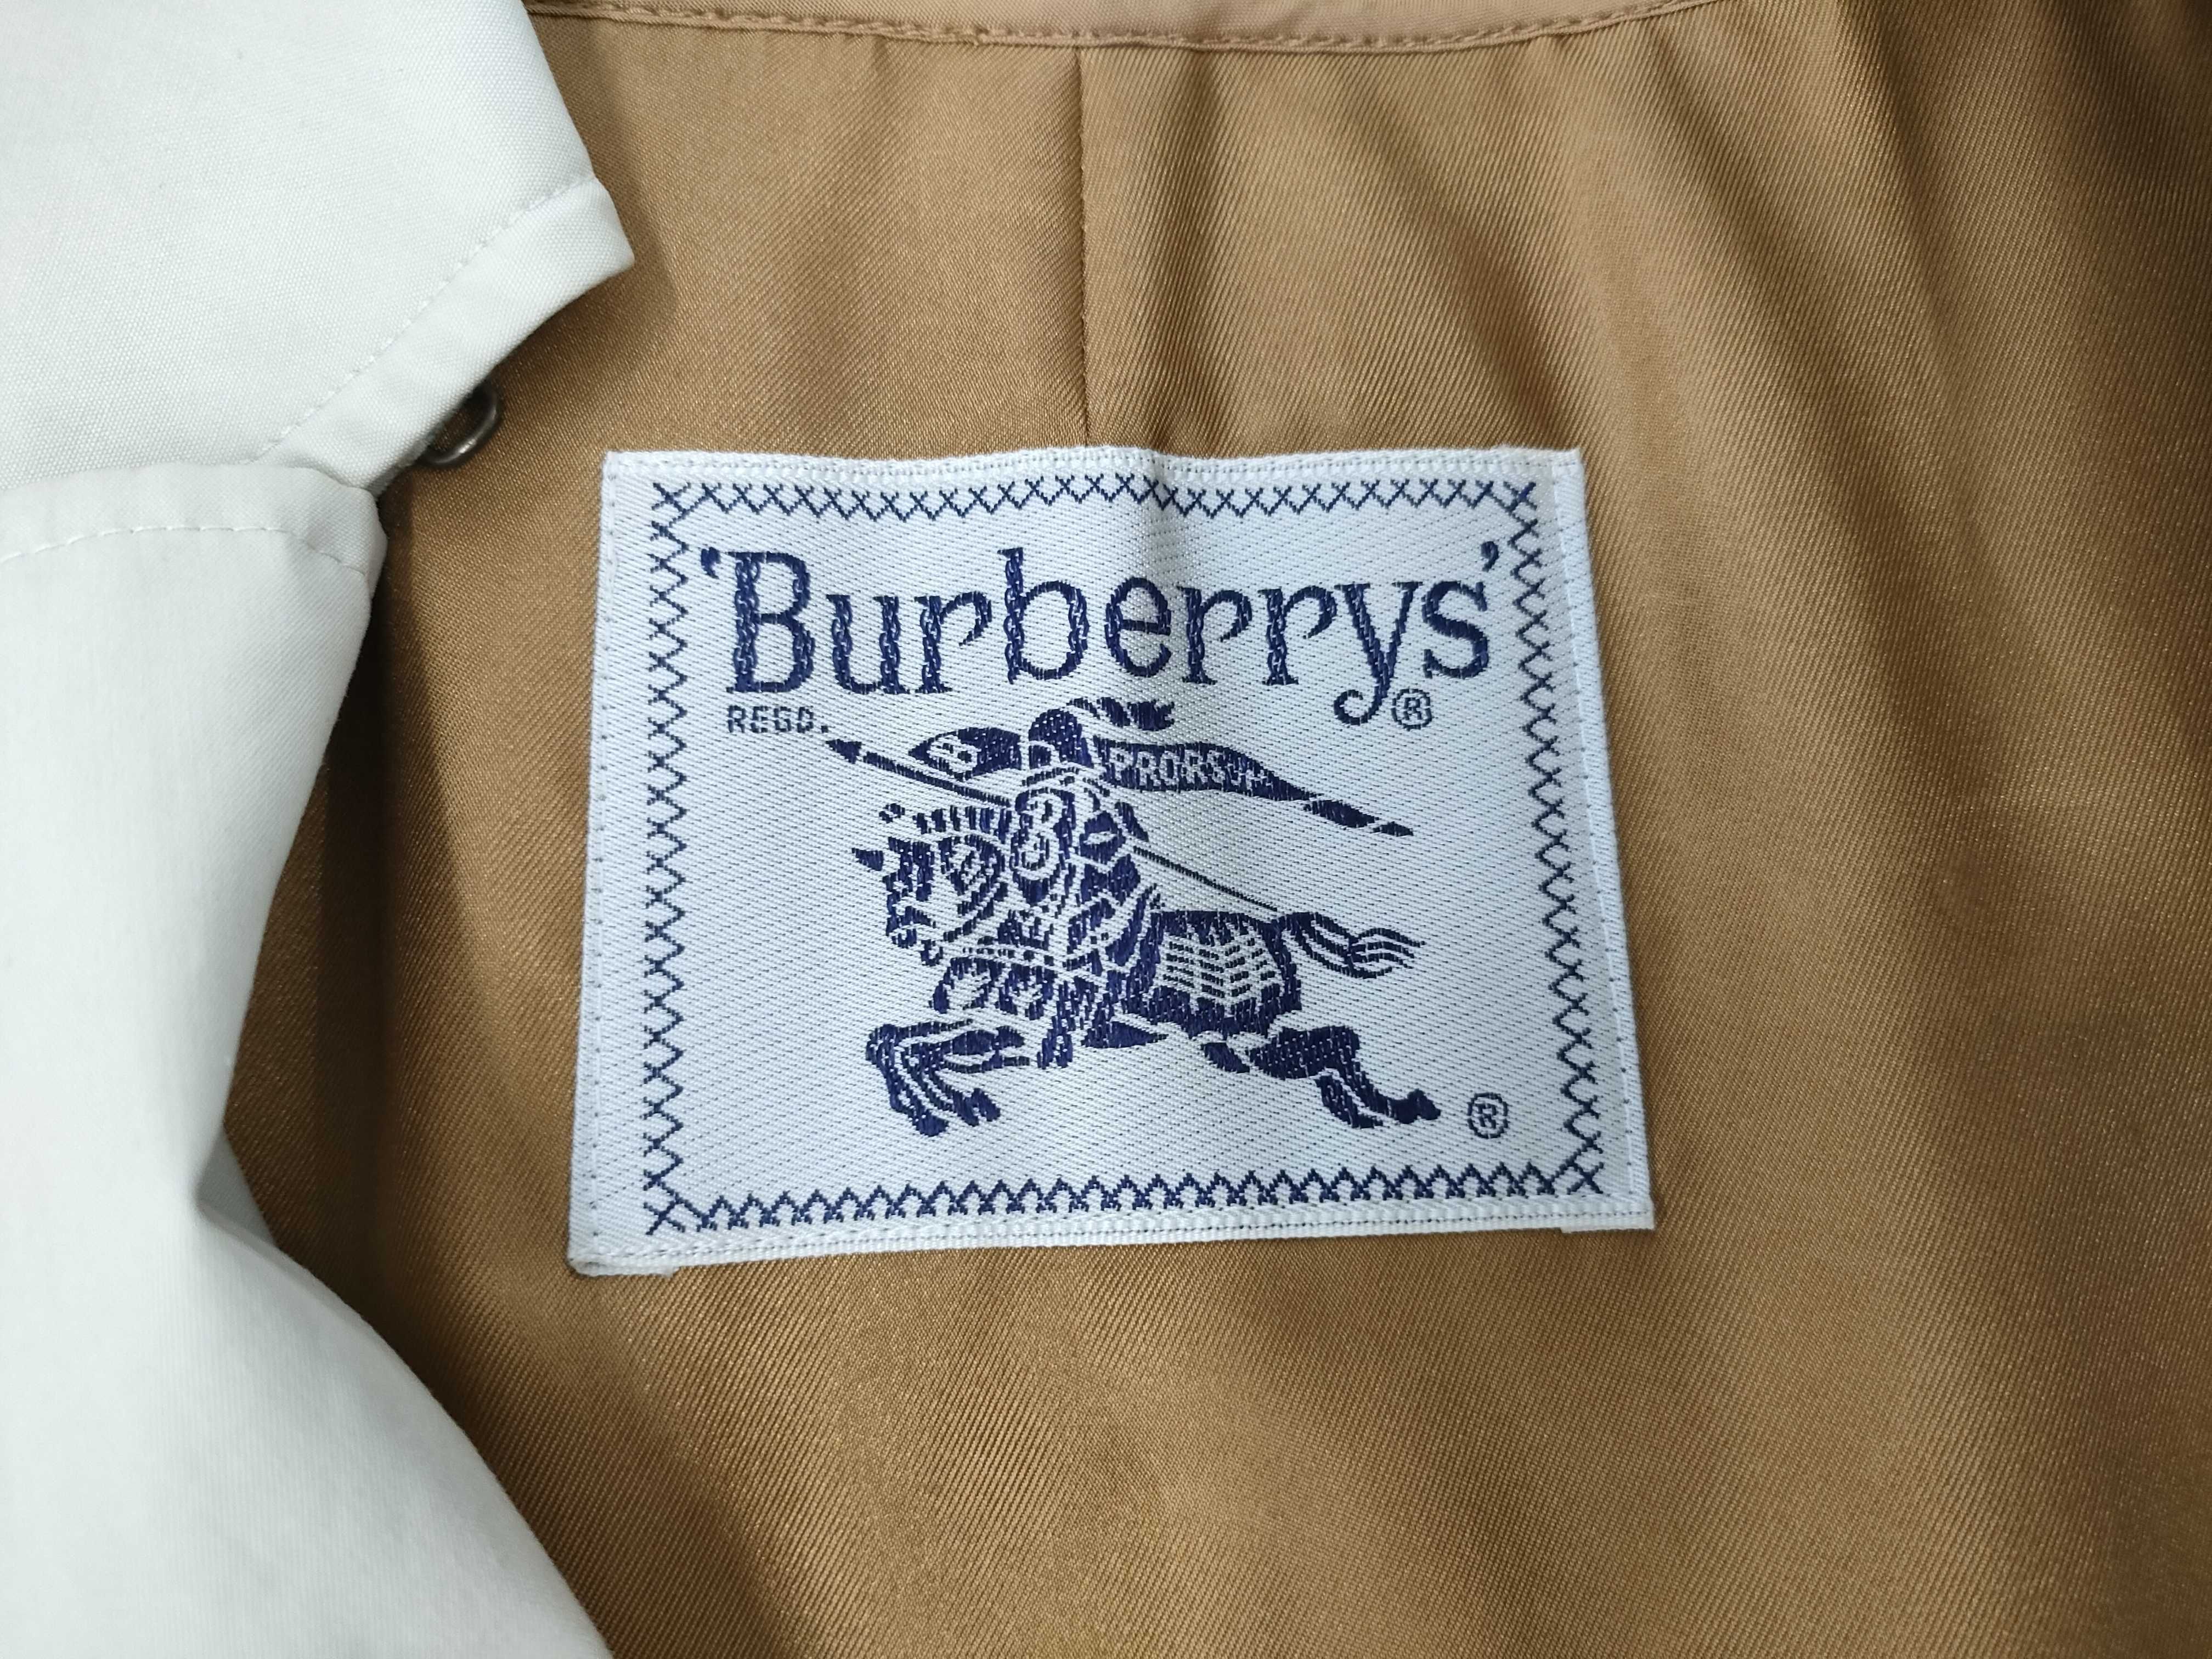 'Burberrys'
REGD. ®
B PRORSUM
B
®